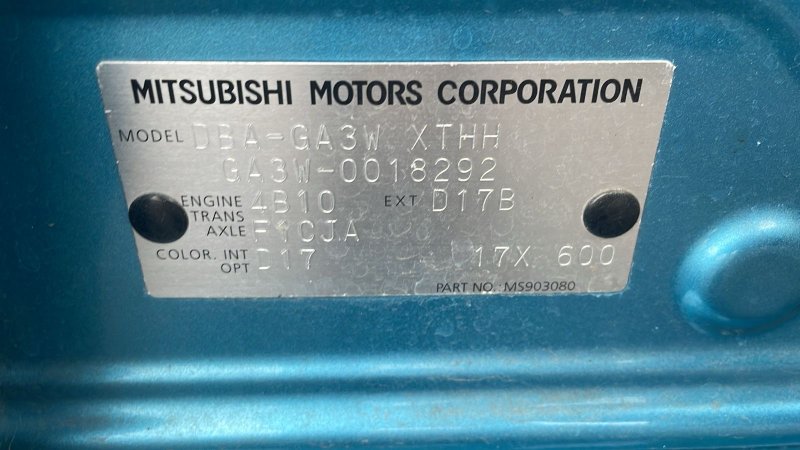 MITSUBISHI MOTORS CORPORATION
MODEL DBA-GA3W XTHH
GA3W-0018292
ENGINE 4B10 EXT D17B
TRANS
AXLE F1CJA
COLOR. INT D17 17X 600
OPT
PART NO.: MS903080